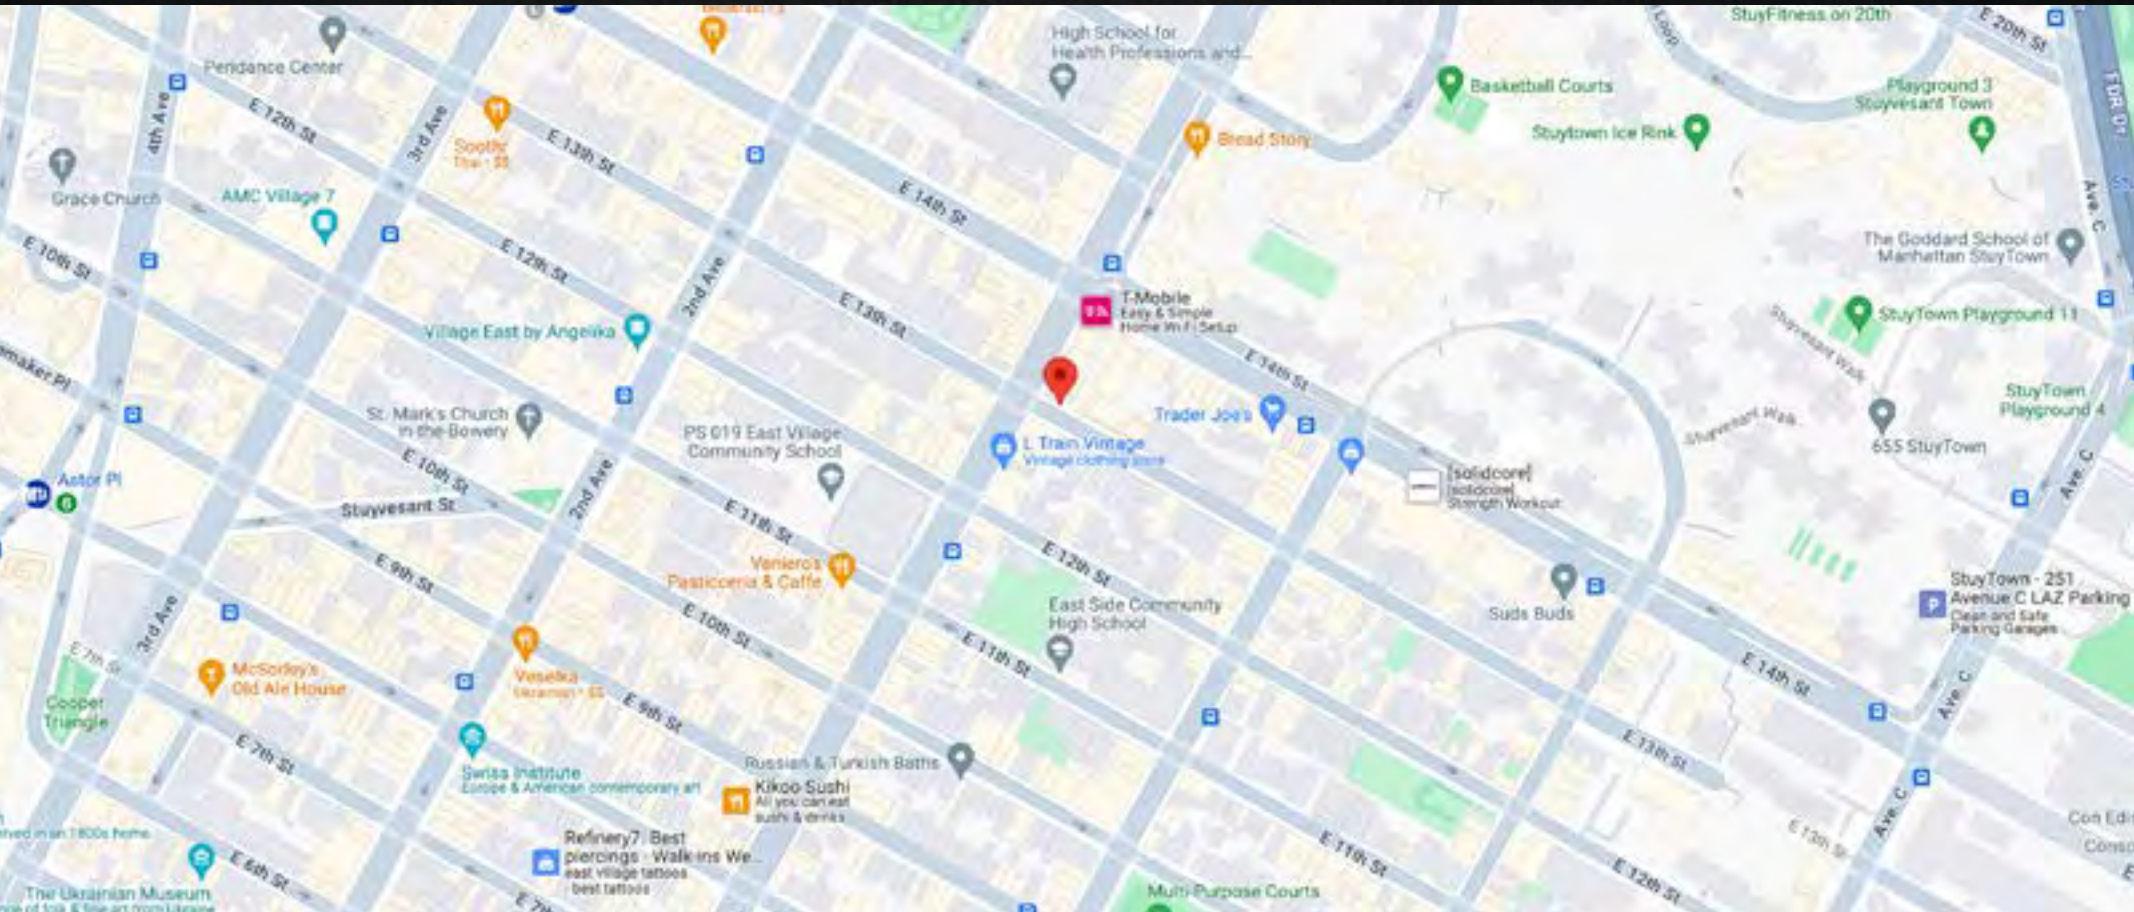 StuyFitness on 20th
E 20th St
Loop
High School for
Health Professions and...
Peridance Center
4th Ave
E 12th St
3rd Ave
Soothr
Thai · $$
E 13th St
Basketball Courts
Playground 3
Stuyvesant Town
Stuytown Ice Rink
Bread Story
Grace Church
AMC Village 7
E 14th St
Ave. C
E 10th St
E 12th St
2nd Ave
E 13th St
The Goddard School of
Manhattan StuyTown
T-Mobile
Easy & Simple
Home Wi-Fi Setup
StuyTown Playground 11
Stuyvesant Walk
Village East by Angelika
E 14th St
emaker Pl
StuyTown
Playground 4
St. Mark's Church
in-the-Bowery
PS 019 East Village
Community School
Trader Joe's
L Train Vintage
Vintage clothing store
Stuyvesant Walk
655 StuyTown
Astor Pl
6
E 10th St
2nd Ave
Stuyvesant St
[solidcore]
[solidcore]
Strength Workout
Ave. C
E 11th St
Veniero's
Pasticceria & Caffe
E 9th St
E 12th St
3rd Ave
East Side Community
High School
E 10th St
Suds Buds
P
StuyTown - 251
Avenue C LAZ Parking
Clean and Safe
Parking Garages
E 7th St
McSorley's
Old Ale House
Veselka
Ukrainian · $$
E 11th St
E 14th St
Ave. C
Cooper
Triangle
E 9th St
E 7th St
E 13th St
Swiss Institute
Europe & American contemporary art
Russian & Turkish Baths
Kikoo Sushi
All you can eat
sushi & drinks
Refinery7: Best
piercings - Walk-ins We...
east village tattoos
- best tattoos
Ave. C
E 13th St
Con Edi
Conso
E 11th St
E 12th St
E 6th St
E 7th
The Ukrainian Museum
Multi-Purpose Courts